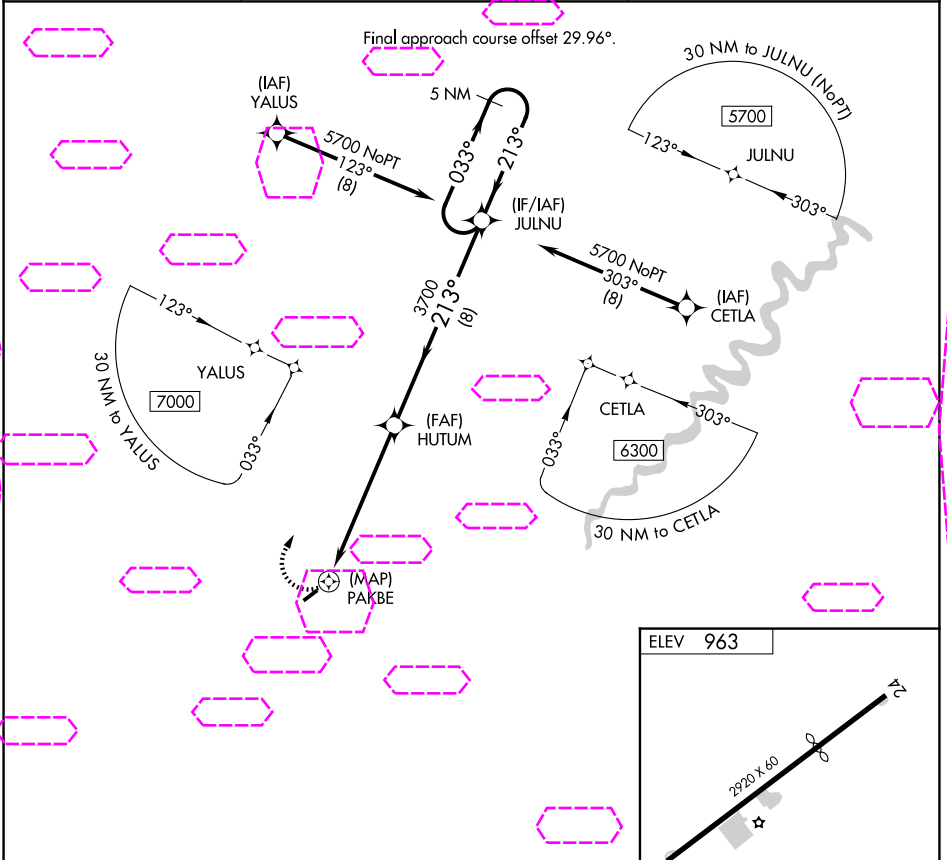 Final approach course offset 29.96°.
(IAF)
YALUS
5700 NoPT
123°
(8)
5 NM
033°
213°
(IF/IAF)
JULNU
30 NM to JULNU (NoPT)
5700
123°
JULNU
303°
5700 NoPT
303°
(8)
(IAF)
CETLA
3700
213°
(8)
123°
YALUS
7000
30 NM to YALUS
033°
(FAF)
HUTUM
CETLA
303°
033°
6300
30 NM to CETLA
(MAP)
PAKBE
ELEV 963
24
2920 X 60